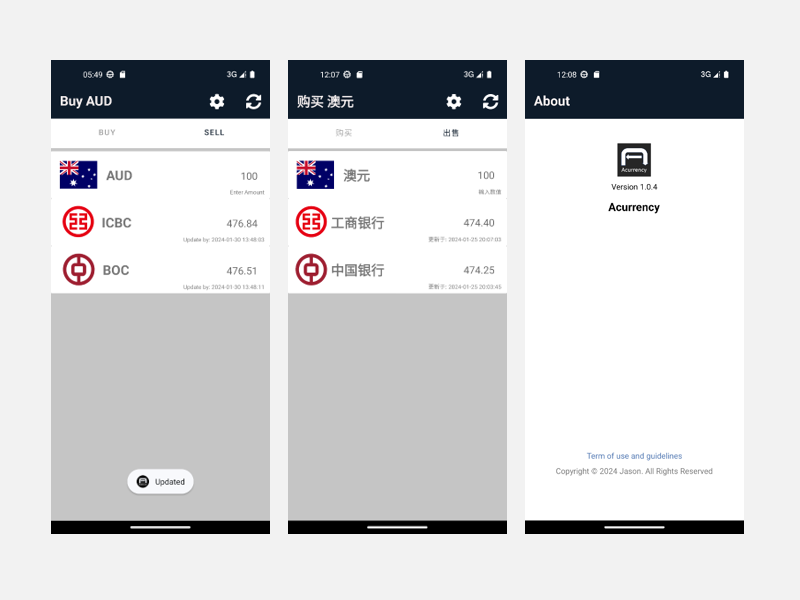 05:49
3G
Buy AUD
BUY
SELL
AUD
100
Enter Amount
ICBC
476.84
Update by: 2024-01-30 13:48:03
BOC
476.51
Update by: 2024-01-30 13:48:11
Updated
12:07
3G
购买 澳元
购买
出售
澳元
100
输入数值
工商银行
474.40
更新于: 2024-01-25 20:07:03
中国银行
474.25
更新于: 2024-01-25 20:03:45
12:08
3G
About
Acurrency
Version 1.0.4
Acurrency
Term of use and guidelines
Copyright © 2024 Jason. All Rights Reserved